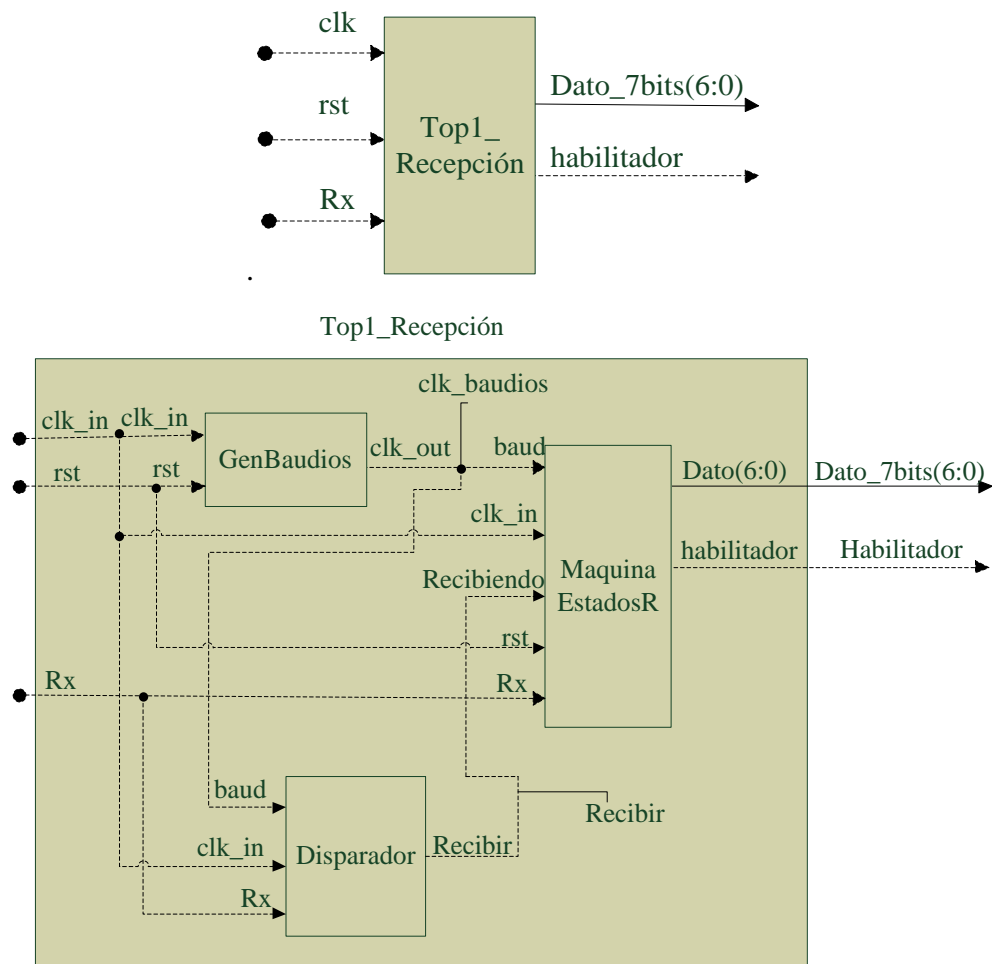 clk
rst
Rx
Top1_
Recepción
Dato_7bits(6:0)
habilitador
.
Top1_Recepción
clk_baudios
clk_in
clk_in
rst
rst
GenBaudios
clk_out
baud
Dato(6:0)
Dato_7bits(6:0)
clk_in
habilitador
Habilitador
Recibiendo
Maquina
EstadosR
rst
Rx
Rx
baud
Recibir
clk_in
Disparador
Recibir
Rx